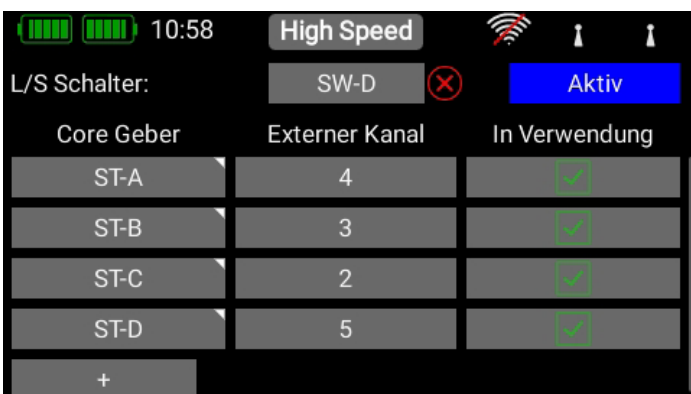 10:58 High Speed
L/S Schalter: SW-D Aktiv
Core Geber Externer Kanal In Verwendung
ST-A 4
ST-B 3
ST-C 2
ST-D 5
+